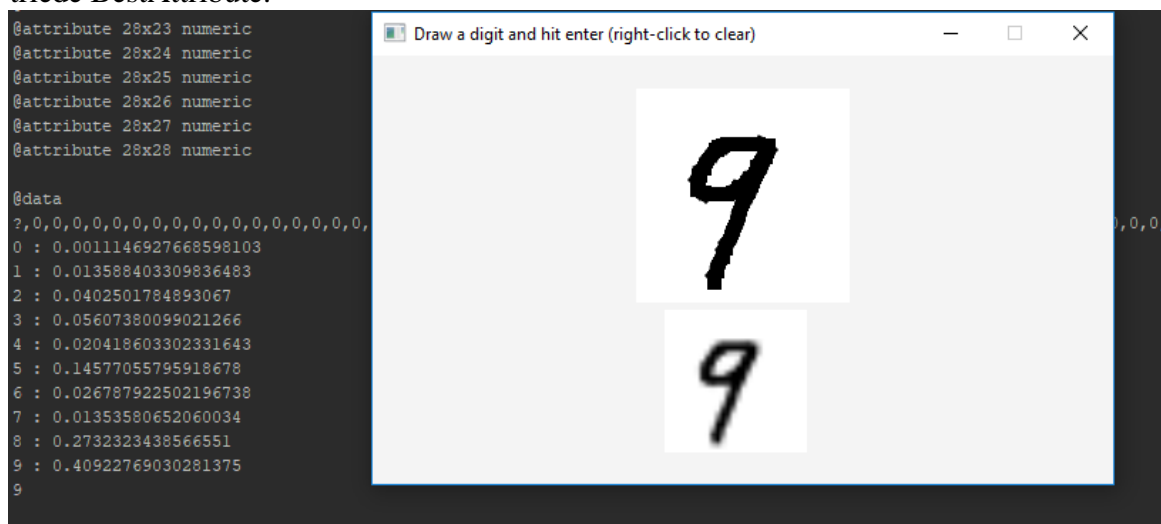 triede BestAttribute.
@attribute 28x23 numeric
@attribute 28x24 numeric
@attribute 28x25 numeric
@attribute 28x26 numeric
@attribute 28x27 numeric
@attribute 28x28 numeric
@data
?,0,0,0,0,0,0,0,0,0,0,0,0,0,0,0,0,0, ,0,0,0
0 : 0.0011146927668598103
1 : 0.013588403309836483
2 : 0.0402501784893067
3 : 0.05607380099021266
4 : 0.020418603302331643
5 : 0.14577055795918678
6 : 0.026787922502196738
7 : 0.01353580652060034
8 : 0.2732323438566551
9 : 0.40922769030281375
9
Draw a digit and hit enter (right-click to clear)
9
9